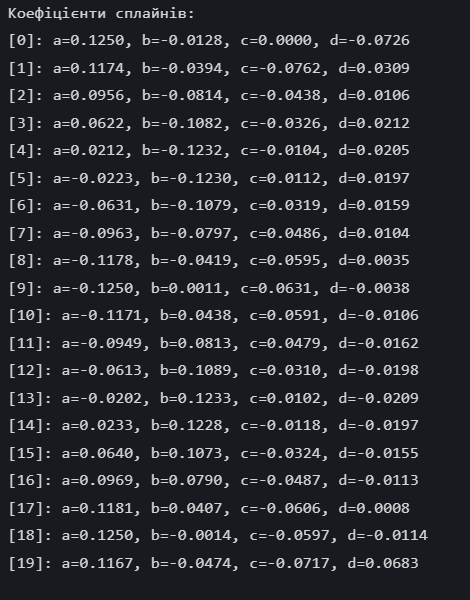 Коефіцієнти сплайнів:
[0]: a=0.1250, b=-0.0128, c=0.0000, d=-0.0726
[1]: a=0.1174, b=-0.0394, c=-0.0762, d=0.0309
[2]: a=0.0956, b=-0.0814, c=-0.0438, d=0.0106
[3]: a=0.0622, b=-0.1082, c=-0.0326, d=0.0212
[4]: a=0.0212, b=-0.1232, c=-0.0104, d=0.0205
[5]: a=-0.0223, b=-0.1230, c=0.0112, d=0.0197
[6]: a=-0.0631, b=-0.1079, c=0.0319, d=0.0159
[7]: a=-0.0963, b=-0.0797, c=0.0486, d=0.0104
[8]: a=-0.1178, b=-0.0419, c=0.0595, d=0.0035
[9]: a=-0.1250, b=0.0011, c=0.0631, d=-0.0038
[10]: a=-0.1171, b=0.0438, c=0.0591, d=-0.0106
[11]: a=-0.0949, b=0.0813, c=0.0479, d=-0.0162
[12]: a=-0.0613, b=0.1089, c=0.0310, d=-0.0198
[13]: a=-0.0202, b=0.1233, c=0.0102, d=-0.0209
[14]: a=0.0233, b=0.1228, c=-0.0118, d=-0.0197
[15]: a=0.0640, b=0.1073, c=-0.0324, d=-0.0155
[16]: a=0.0969, b=0.0790, c=-0.0487, d=-0.0113
[17]: a=0.1181, b=0.0407, c=-0.0606, d=0.0008
[18]: a=0.1250, b=-0.0014, c=-0.0597, d=-0.0114
[19]: a=0.1167, b=-0.0474, c=-0.0717, d=0.0683